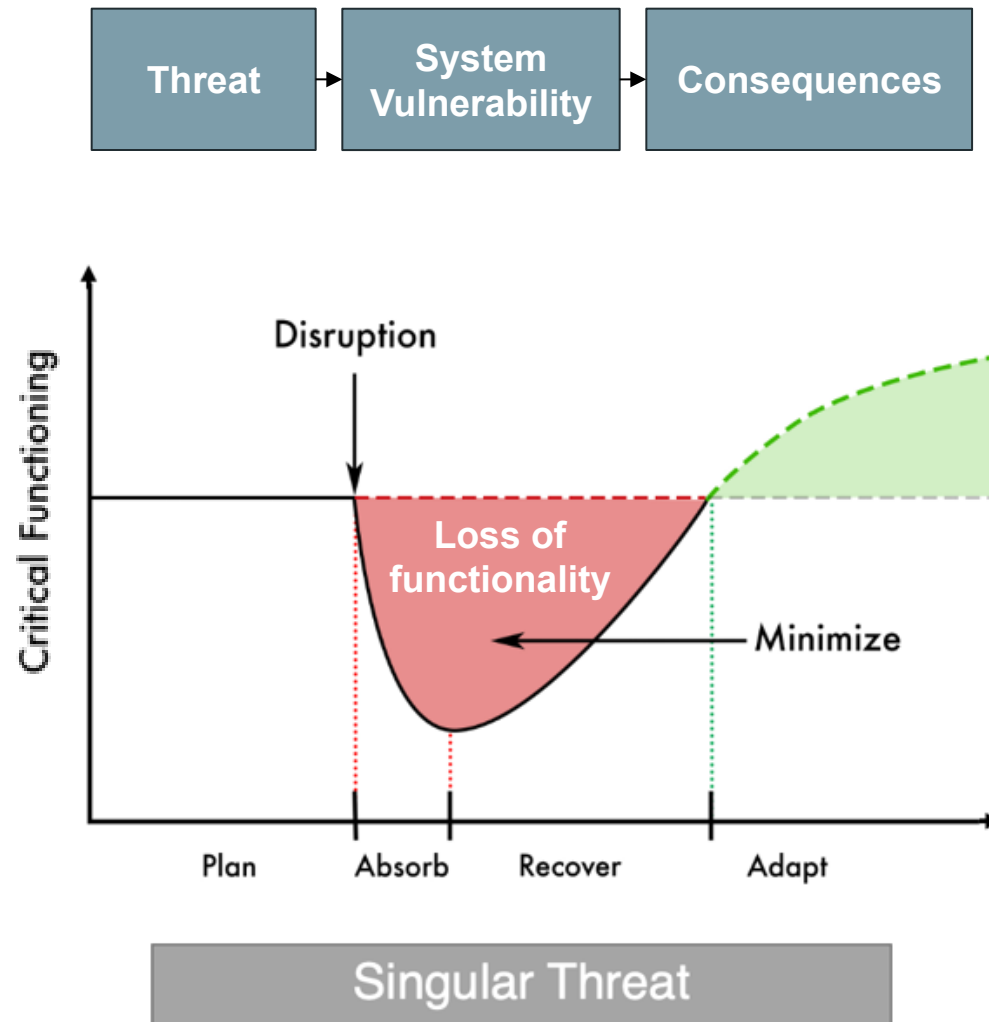 Threat
System
Vulnerability
Consequences
Disruption
Critical Functioning
Loss of
functionality
Minimize
Plan
Absorb
Recover
Adapt
Singular Threat